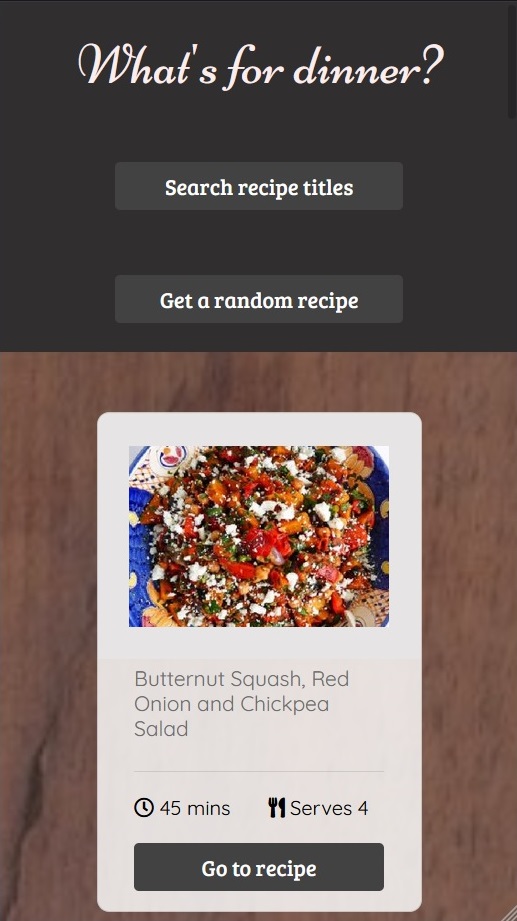 What's for dinner?
Search recipe titles
Get a random recipe
Butternut Squash, Red
Onion and Chickpea
Salad
45 mins
Serves 4
Go to recipe